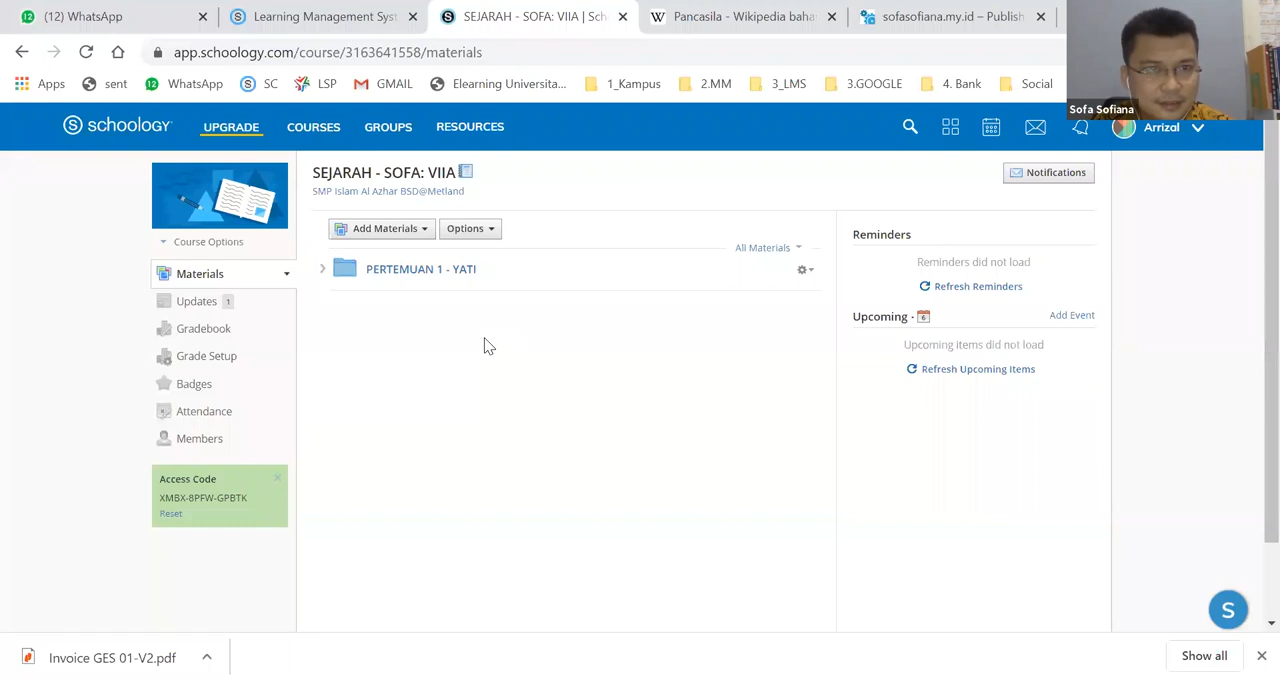 (12) WhatsApp
Learning Management Syst
SEJARAH - SOFA: VIIA | Sch
Pancasila - Wikipedia baha
sofasofiana.my.id – Publish
app.schoology.com/course/3163641558/materials
Apps
sent
WhatsApp
SC
LSP
GMAIL
Elearning Universita...
1_Kampus
2.MM
3_LMS
3.GOOGLE
4. Bank
Social
Sofa Sofiana
schoology
UPGRADE
COURSES
GROUPS
RESOURCES
Arrizal
SEJARAH - SOFA: VIIA
SMP Islam Al Azhar BSD@Metland
Notifications
Course Options
Add Materials
Options
All Materials
Materials
PERTEMUAN 1 - YATI
Updates 1
Gradebook
Grade Setup
Badges
Attendance
Members
Access Code
XMBX-8PFW-GPBTK
Reset
Reminders
Reminders did not load
Refresh Reminders
Upcoming · 6
Add Event
Upcoming items did not load
Refresh Upcoming Items
S
Invoice GES 01-V2.pdf
Show all